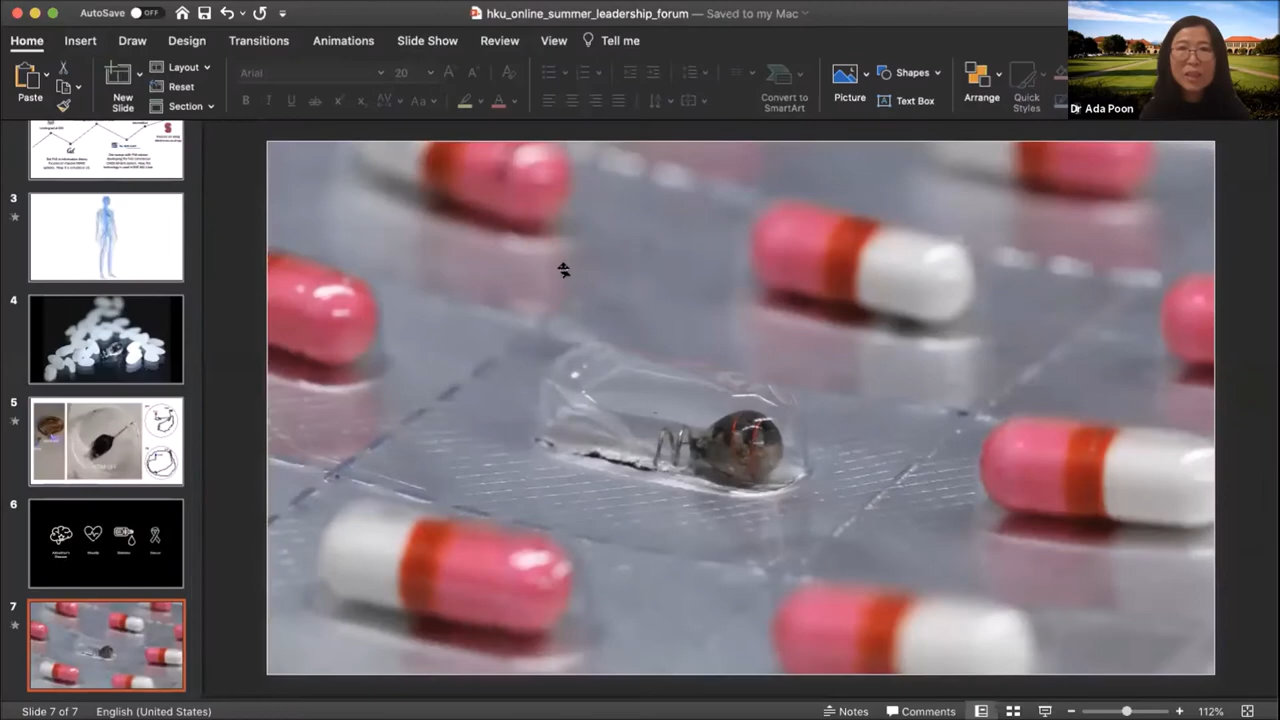 AutoSave OFF hku_online_summer_leadership_forum — Saved to my Mac
Home Insert Draw Design Transitions Animations Slide Show Review View Tell me
Paste
New
Slide
Layout
Reset
Section
Arial 20
Convert to
SmartArt
Picture
Shapes
Text Box
Arrange
Quick
Styles
Dr Ada Poon
3
4
5
6
7
Slide 7 of 7 English (United States) Notes Comments 112%